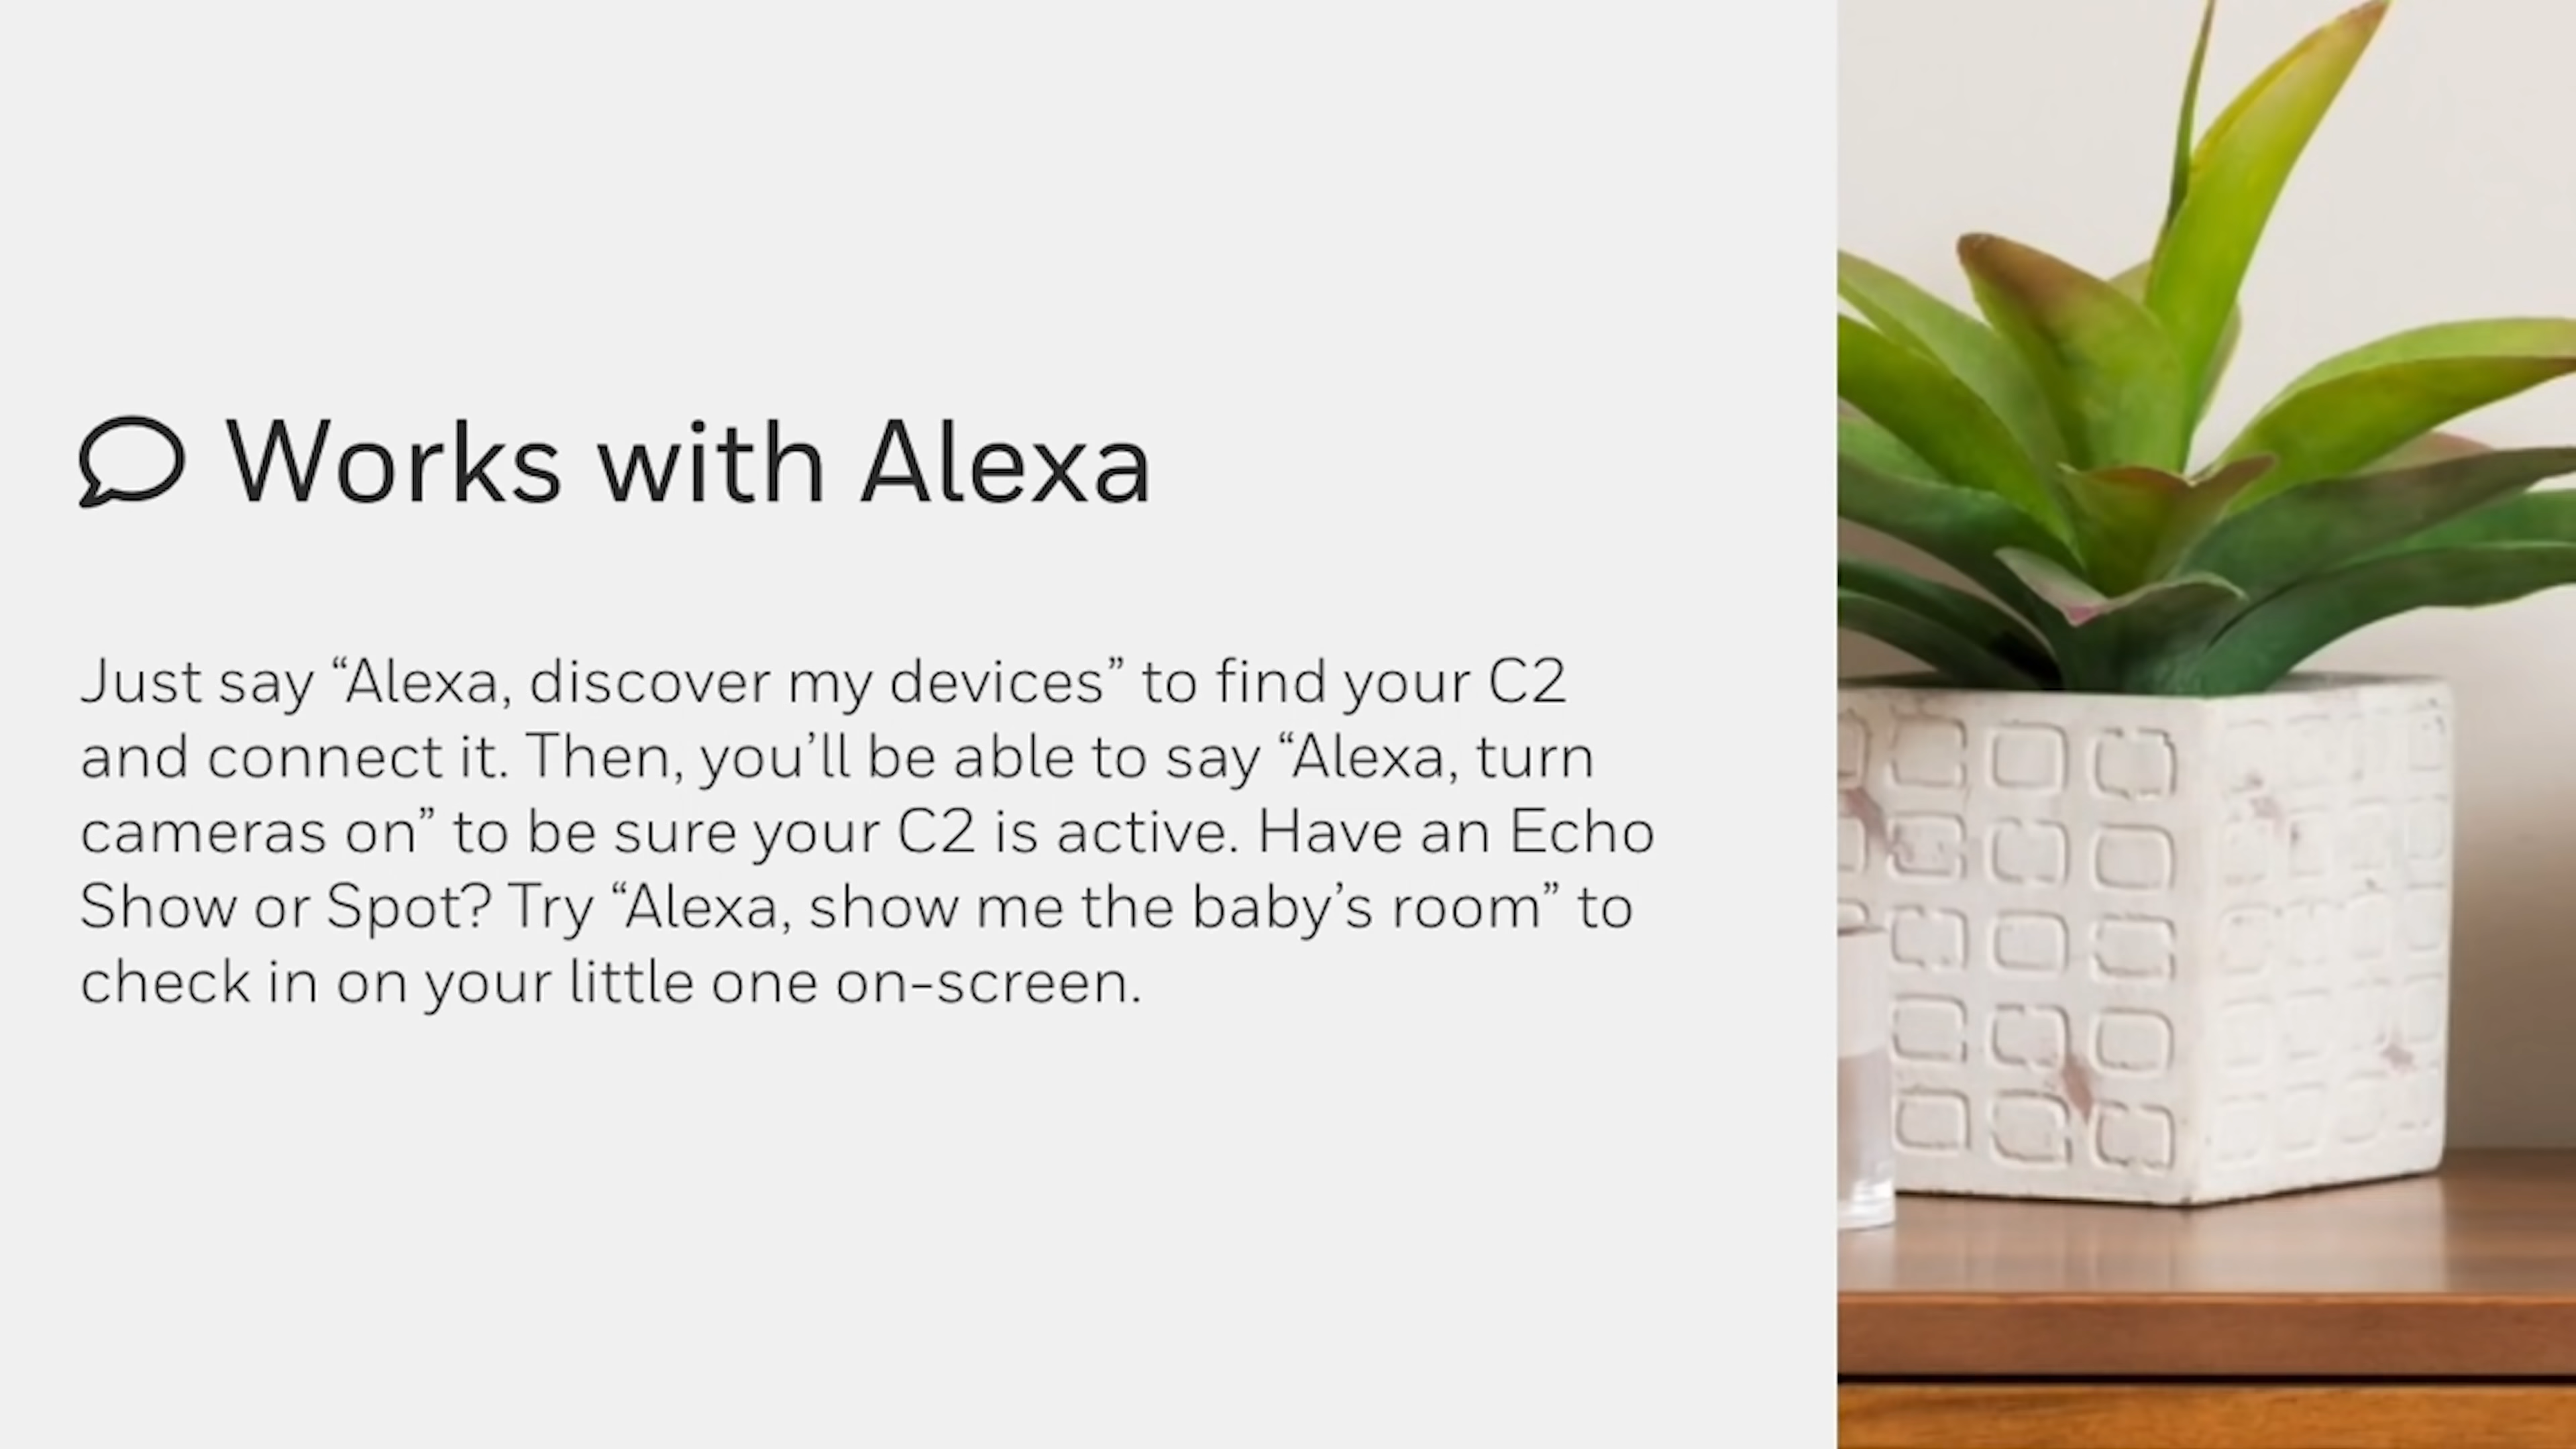 Works with Alexa
Just say “Alexa, discover my devices” to find your C2
and connect it. Then, you’ll be able to say “Alexa, turn
cameras on” to be sure your C2 is active. Have an Echo
Show or Spot? Try “Alexa, show me the baby’s room” to
check in on your little one on-screen.